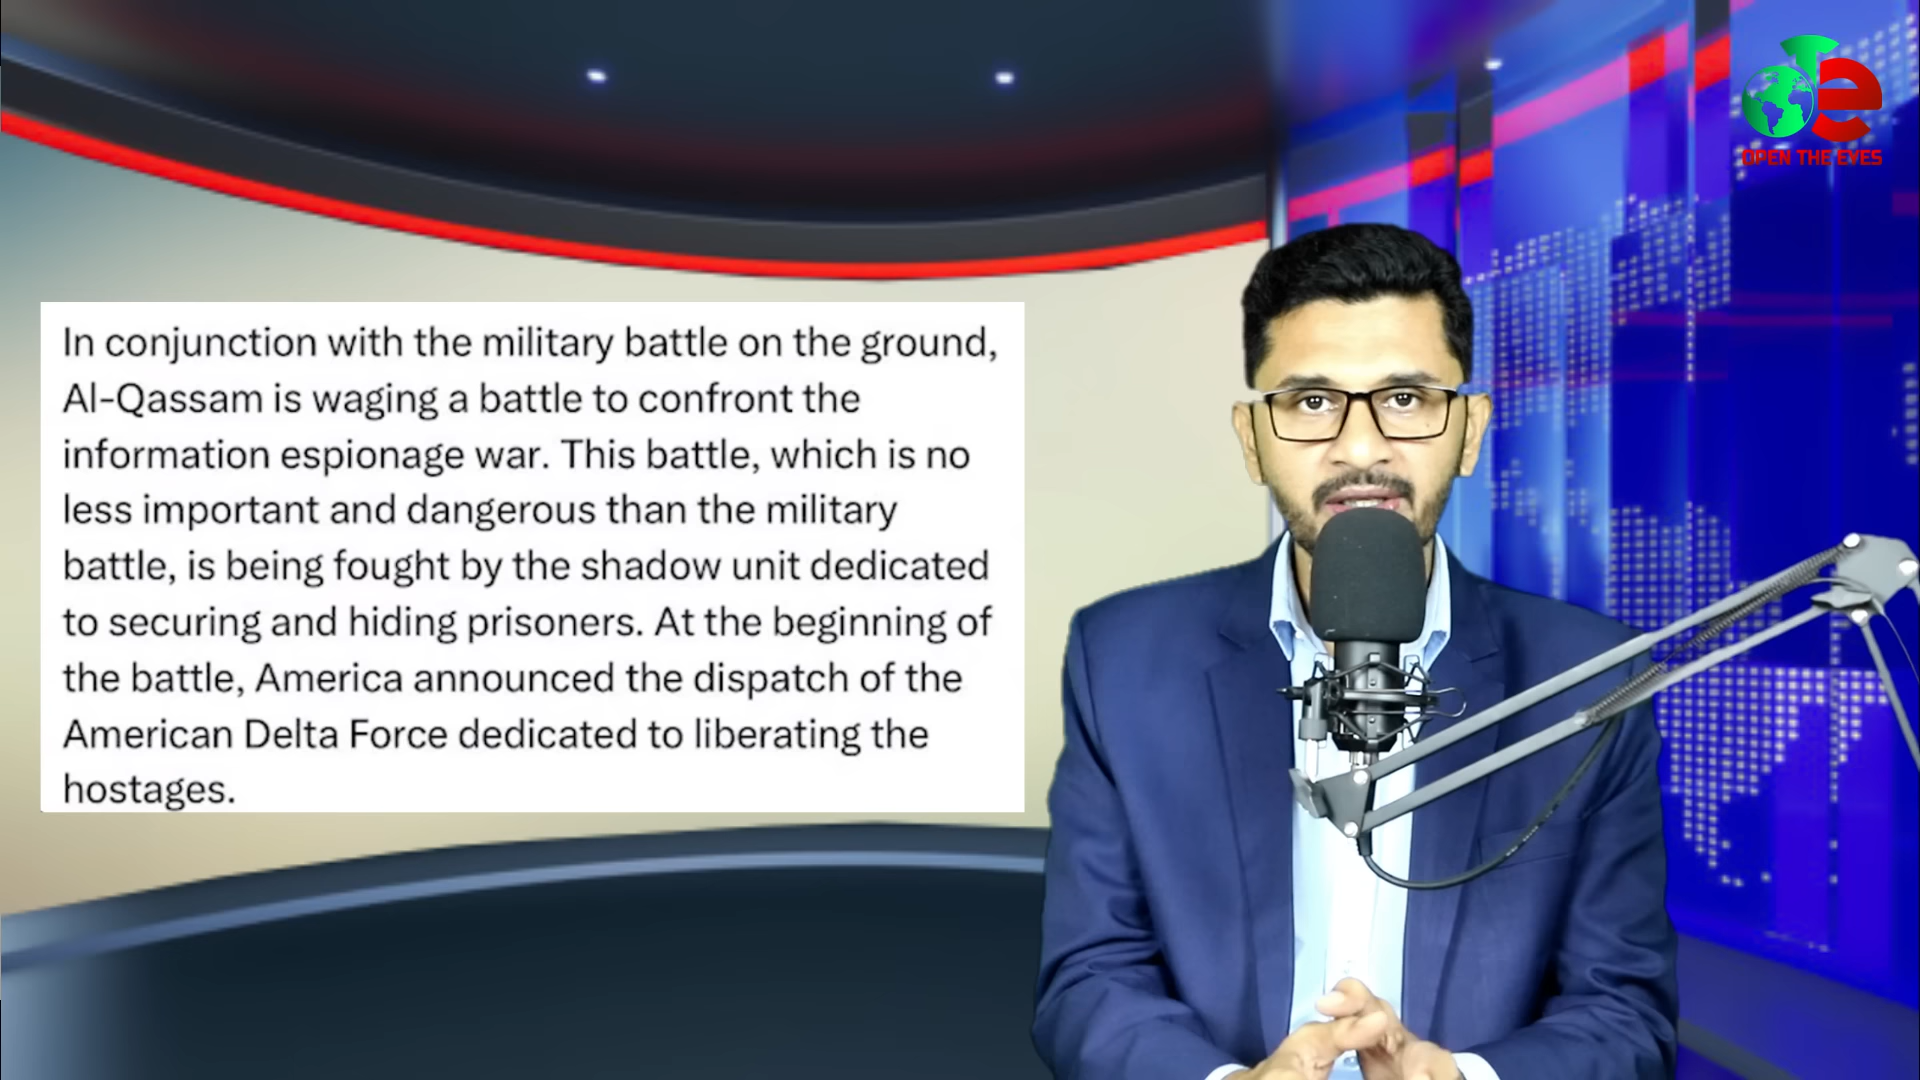 OPEN THE EYES
In conjunction with the military battle on the ground,
Al-Qassam is waging a battle to confront the
information espionage war. This battle, which is no
less important and dangerous than the military
battle, is being fought by the shadow unit dedicated
to securing and hiding prisoners. At the beginning of
the battle, America announced the dispatch of the
American Delta Force dedicated to liberating the
hostages.